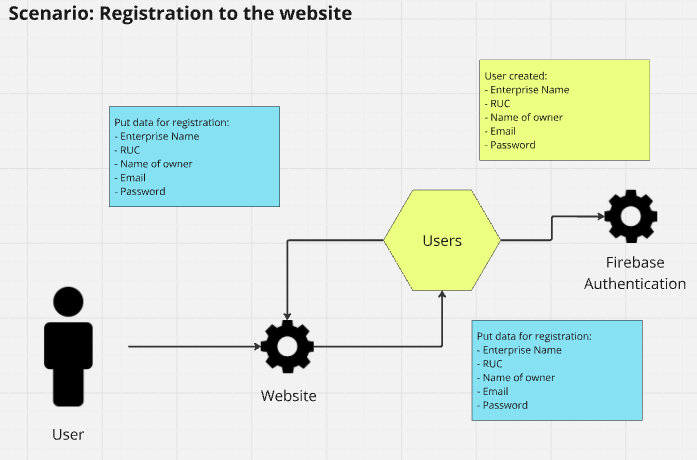 Scenario: Registration to the website
User created:
- Enterprise Name
- RUC
- Name of owner
- Email
- Password
Put data for registration:
- Enterprise Name
- RUC
- Name of owner
- Email
- Password
Users
Firebase
Authentication
Put data for registration:
- Enterprise Name
- RUC
- Name of owner
- Email
- Password
Website
User